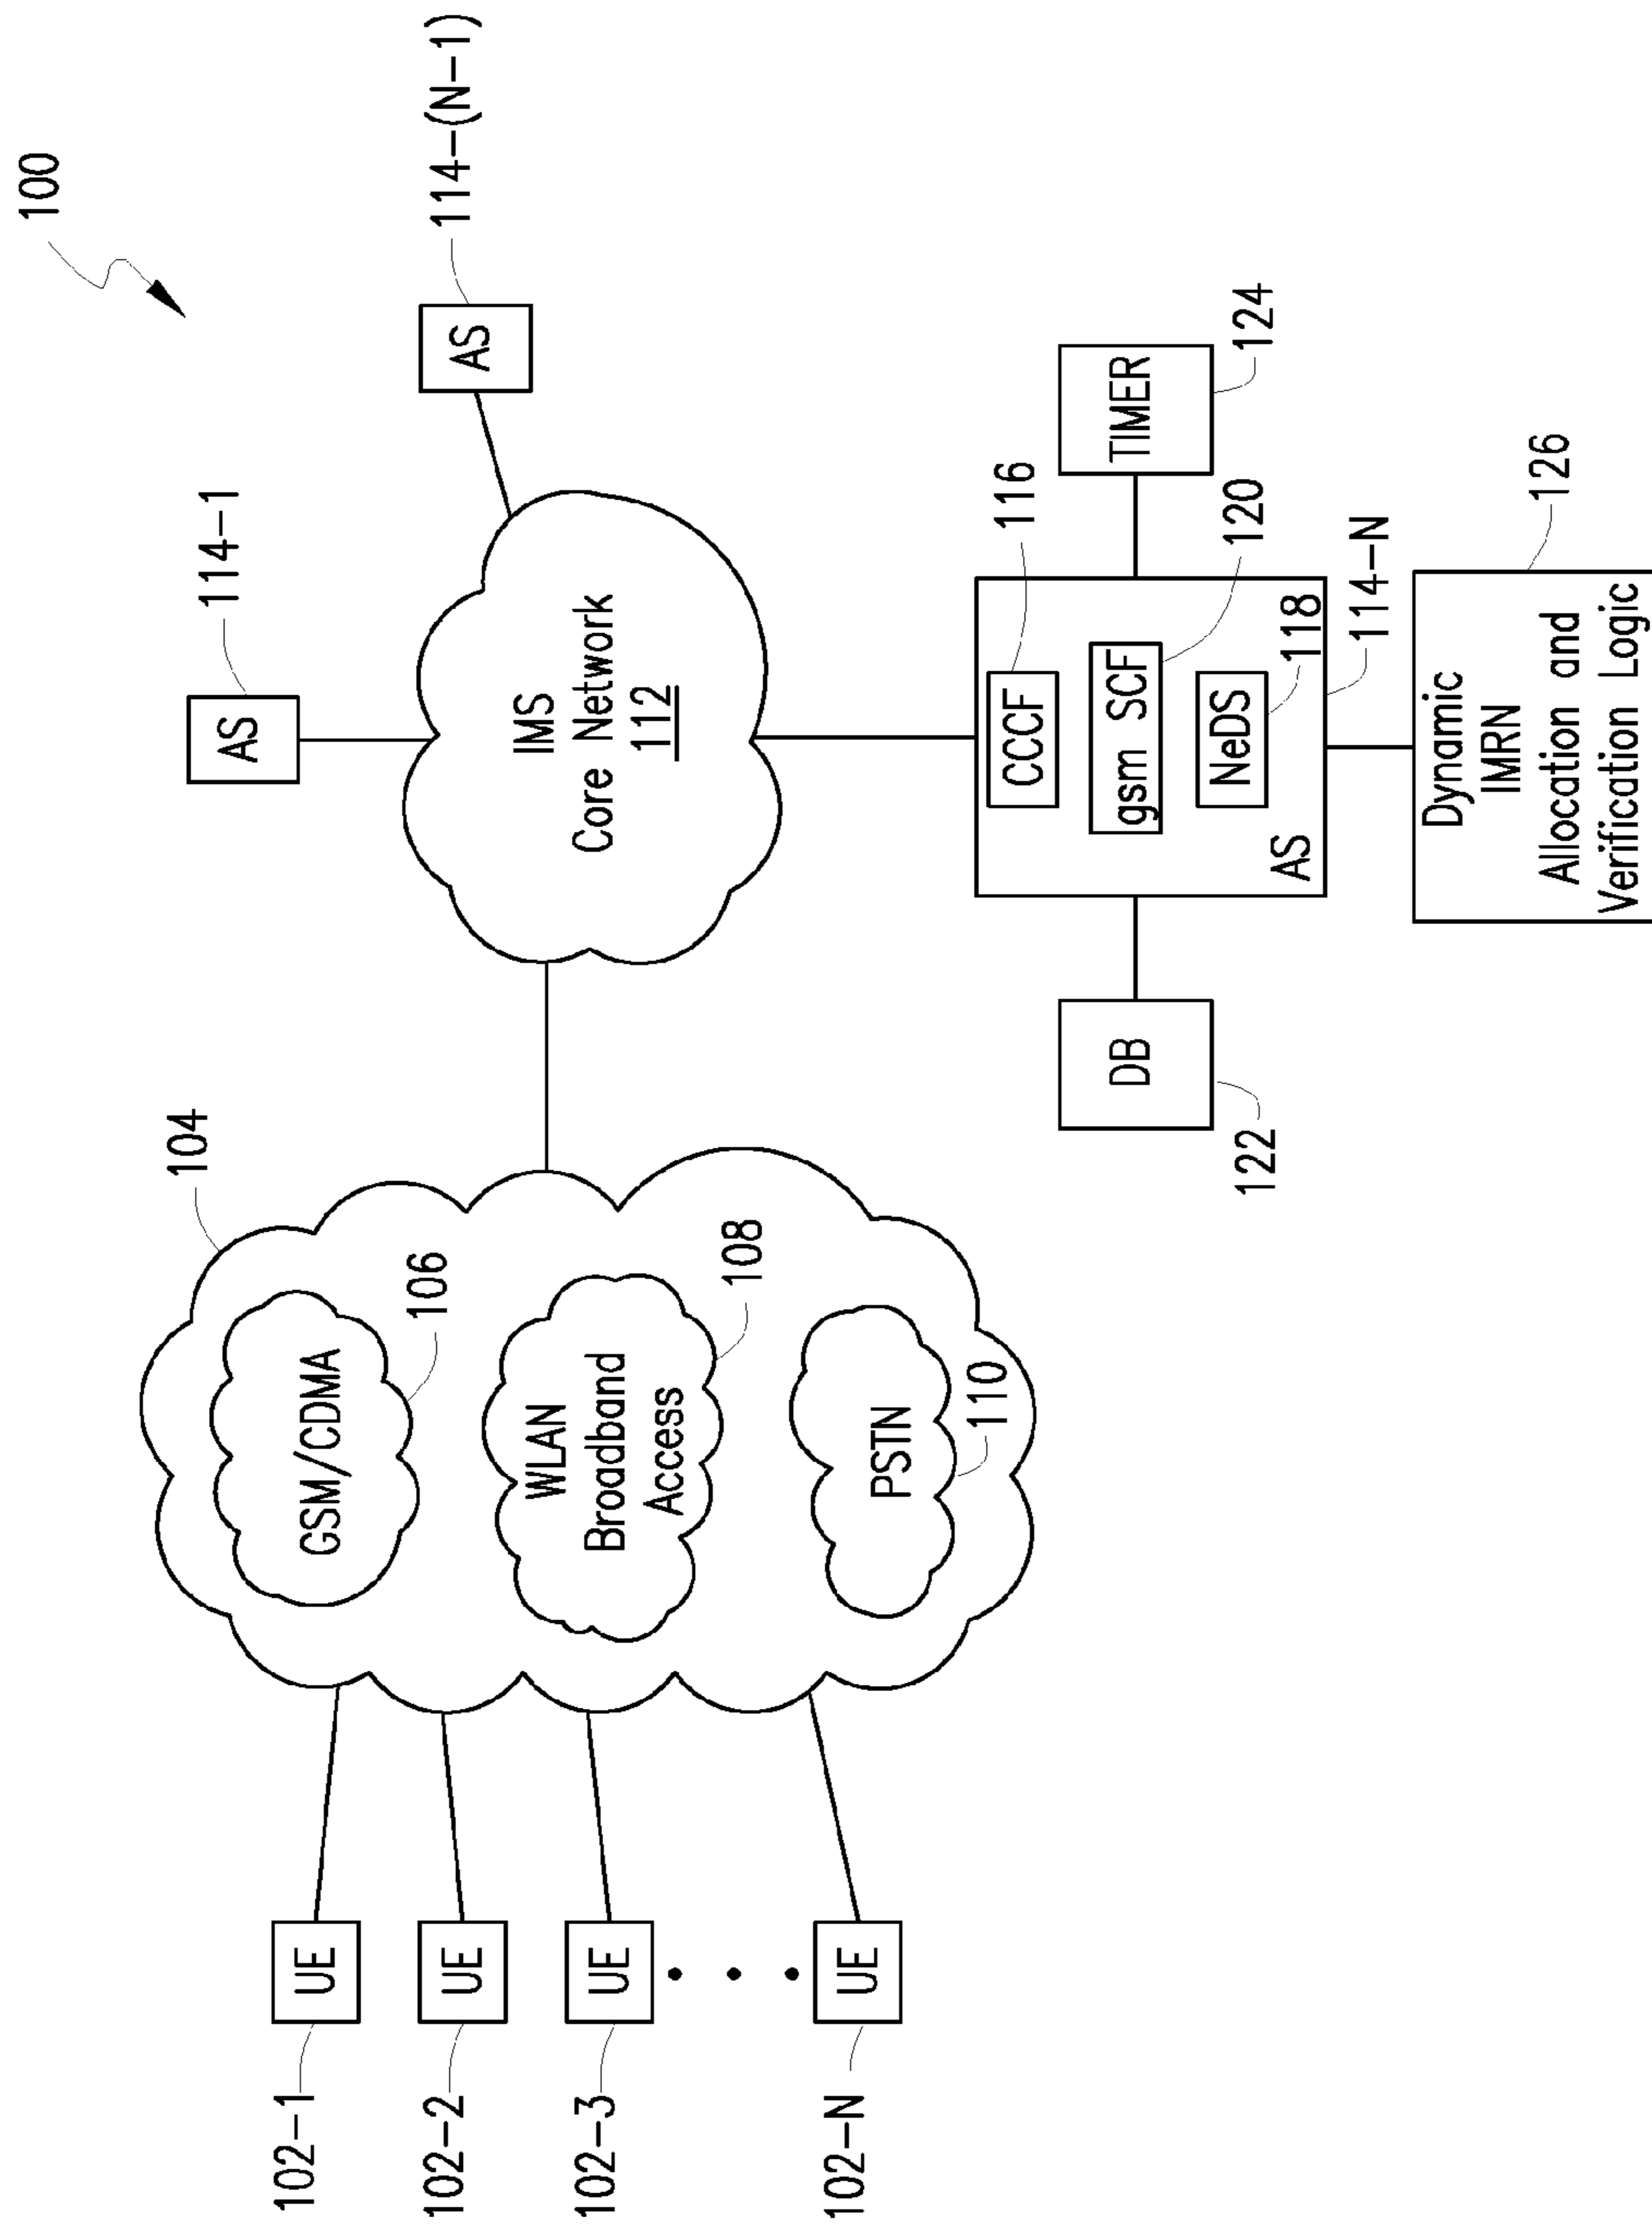 100
104
GSM/CDMA
106
WLAN
Broadband
Access
108
PSTN
110
UE
102-1
UE
102-2
UE
102-3
UE
102-N
AS
114-1
AS
114-(N-1)
IMS
Core Network
112
CCCF
116
gsm SCF
120
NeDS
118
AS
114-N
DB
122
TIMER
124
Dynamic
IMRN
Allocation and
Verification Logic
126